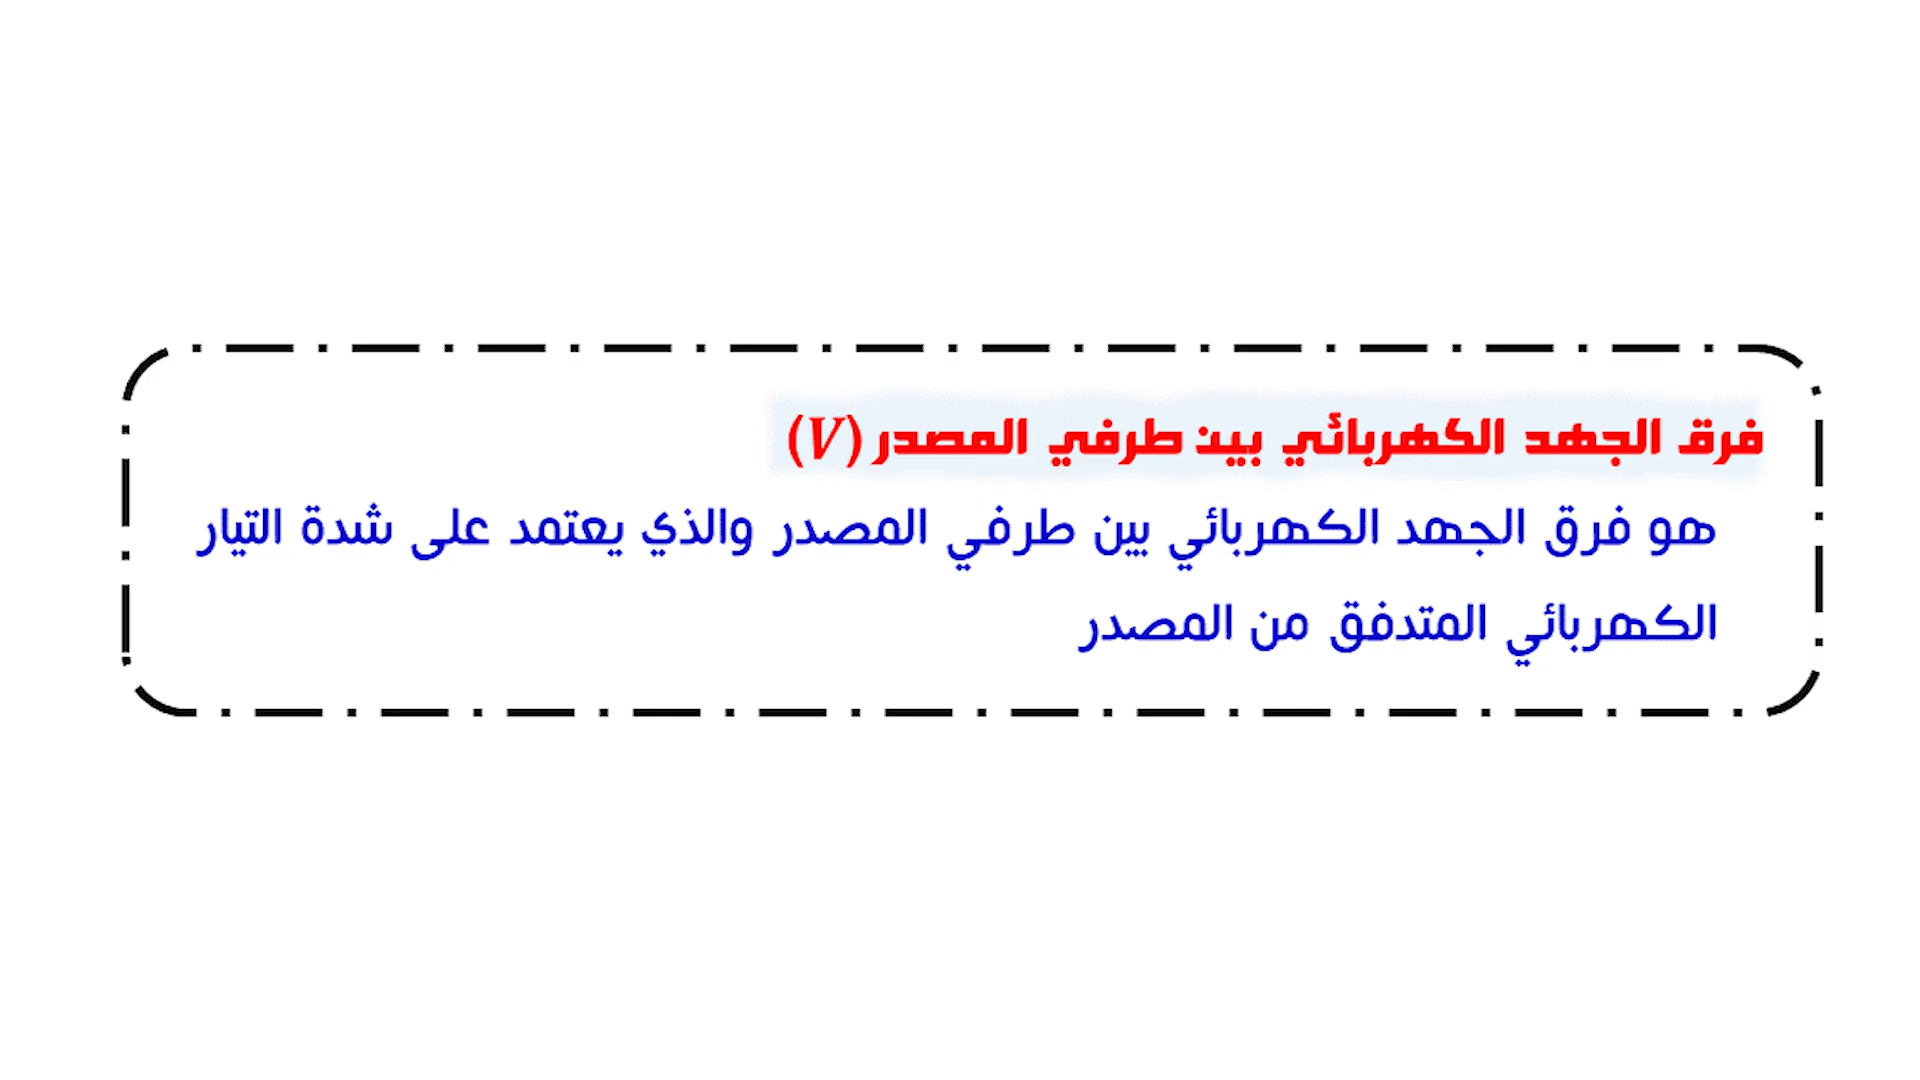 فرق الجهد الكهربائي بين طرفي المصدر (V)
هو فرق الجهد الكهربائي بين طرفي المصدر والذي يعتمد على شدة التيار
الكهربائي المتدفق من المصدر